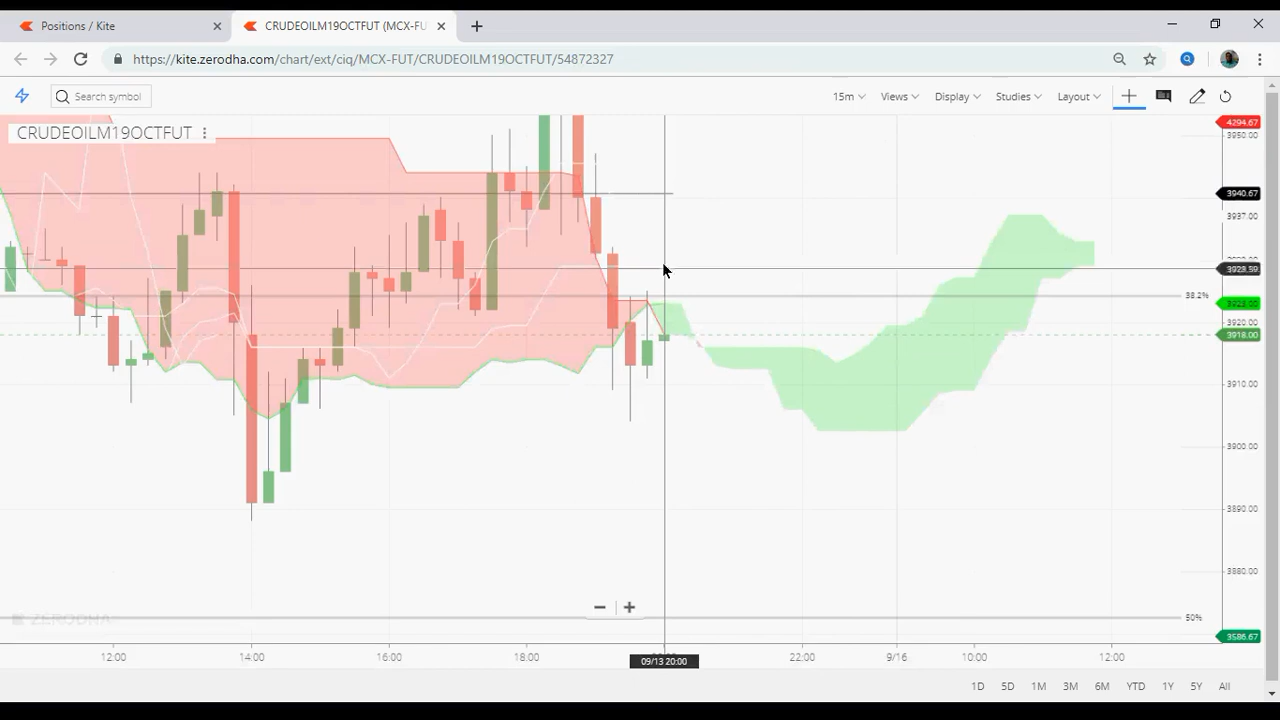 Positions / Kite
CRUDEOILM19OCTFUT (MCX-FU
https://kite.zerodha.com/chart/ext/ciq/MCX-FUT/CRUDEOILM19OCTFUT/54872327
Search symbol
15m Views Display Studies Layout
CRUDEOILM19OCTFUT
4294.67
3950.00
3940.67
3937.00
38.2%
3920.00
3918.00
3910.00
3900.00
3890.00
3880.00
ZERODHA
50%
3586.67
12:00 14:00 16:00 18:00 22:00 9/16 10:00 12:00
09/13 20:00
1D 5D 1M 3M 6M YTD 1Y 5Y All